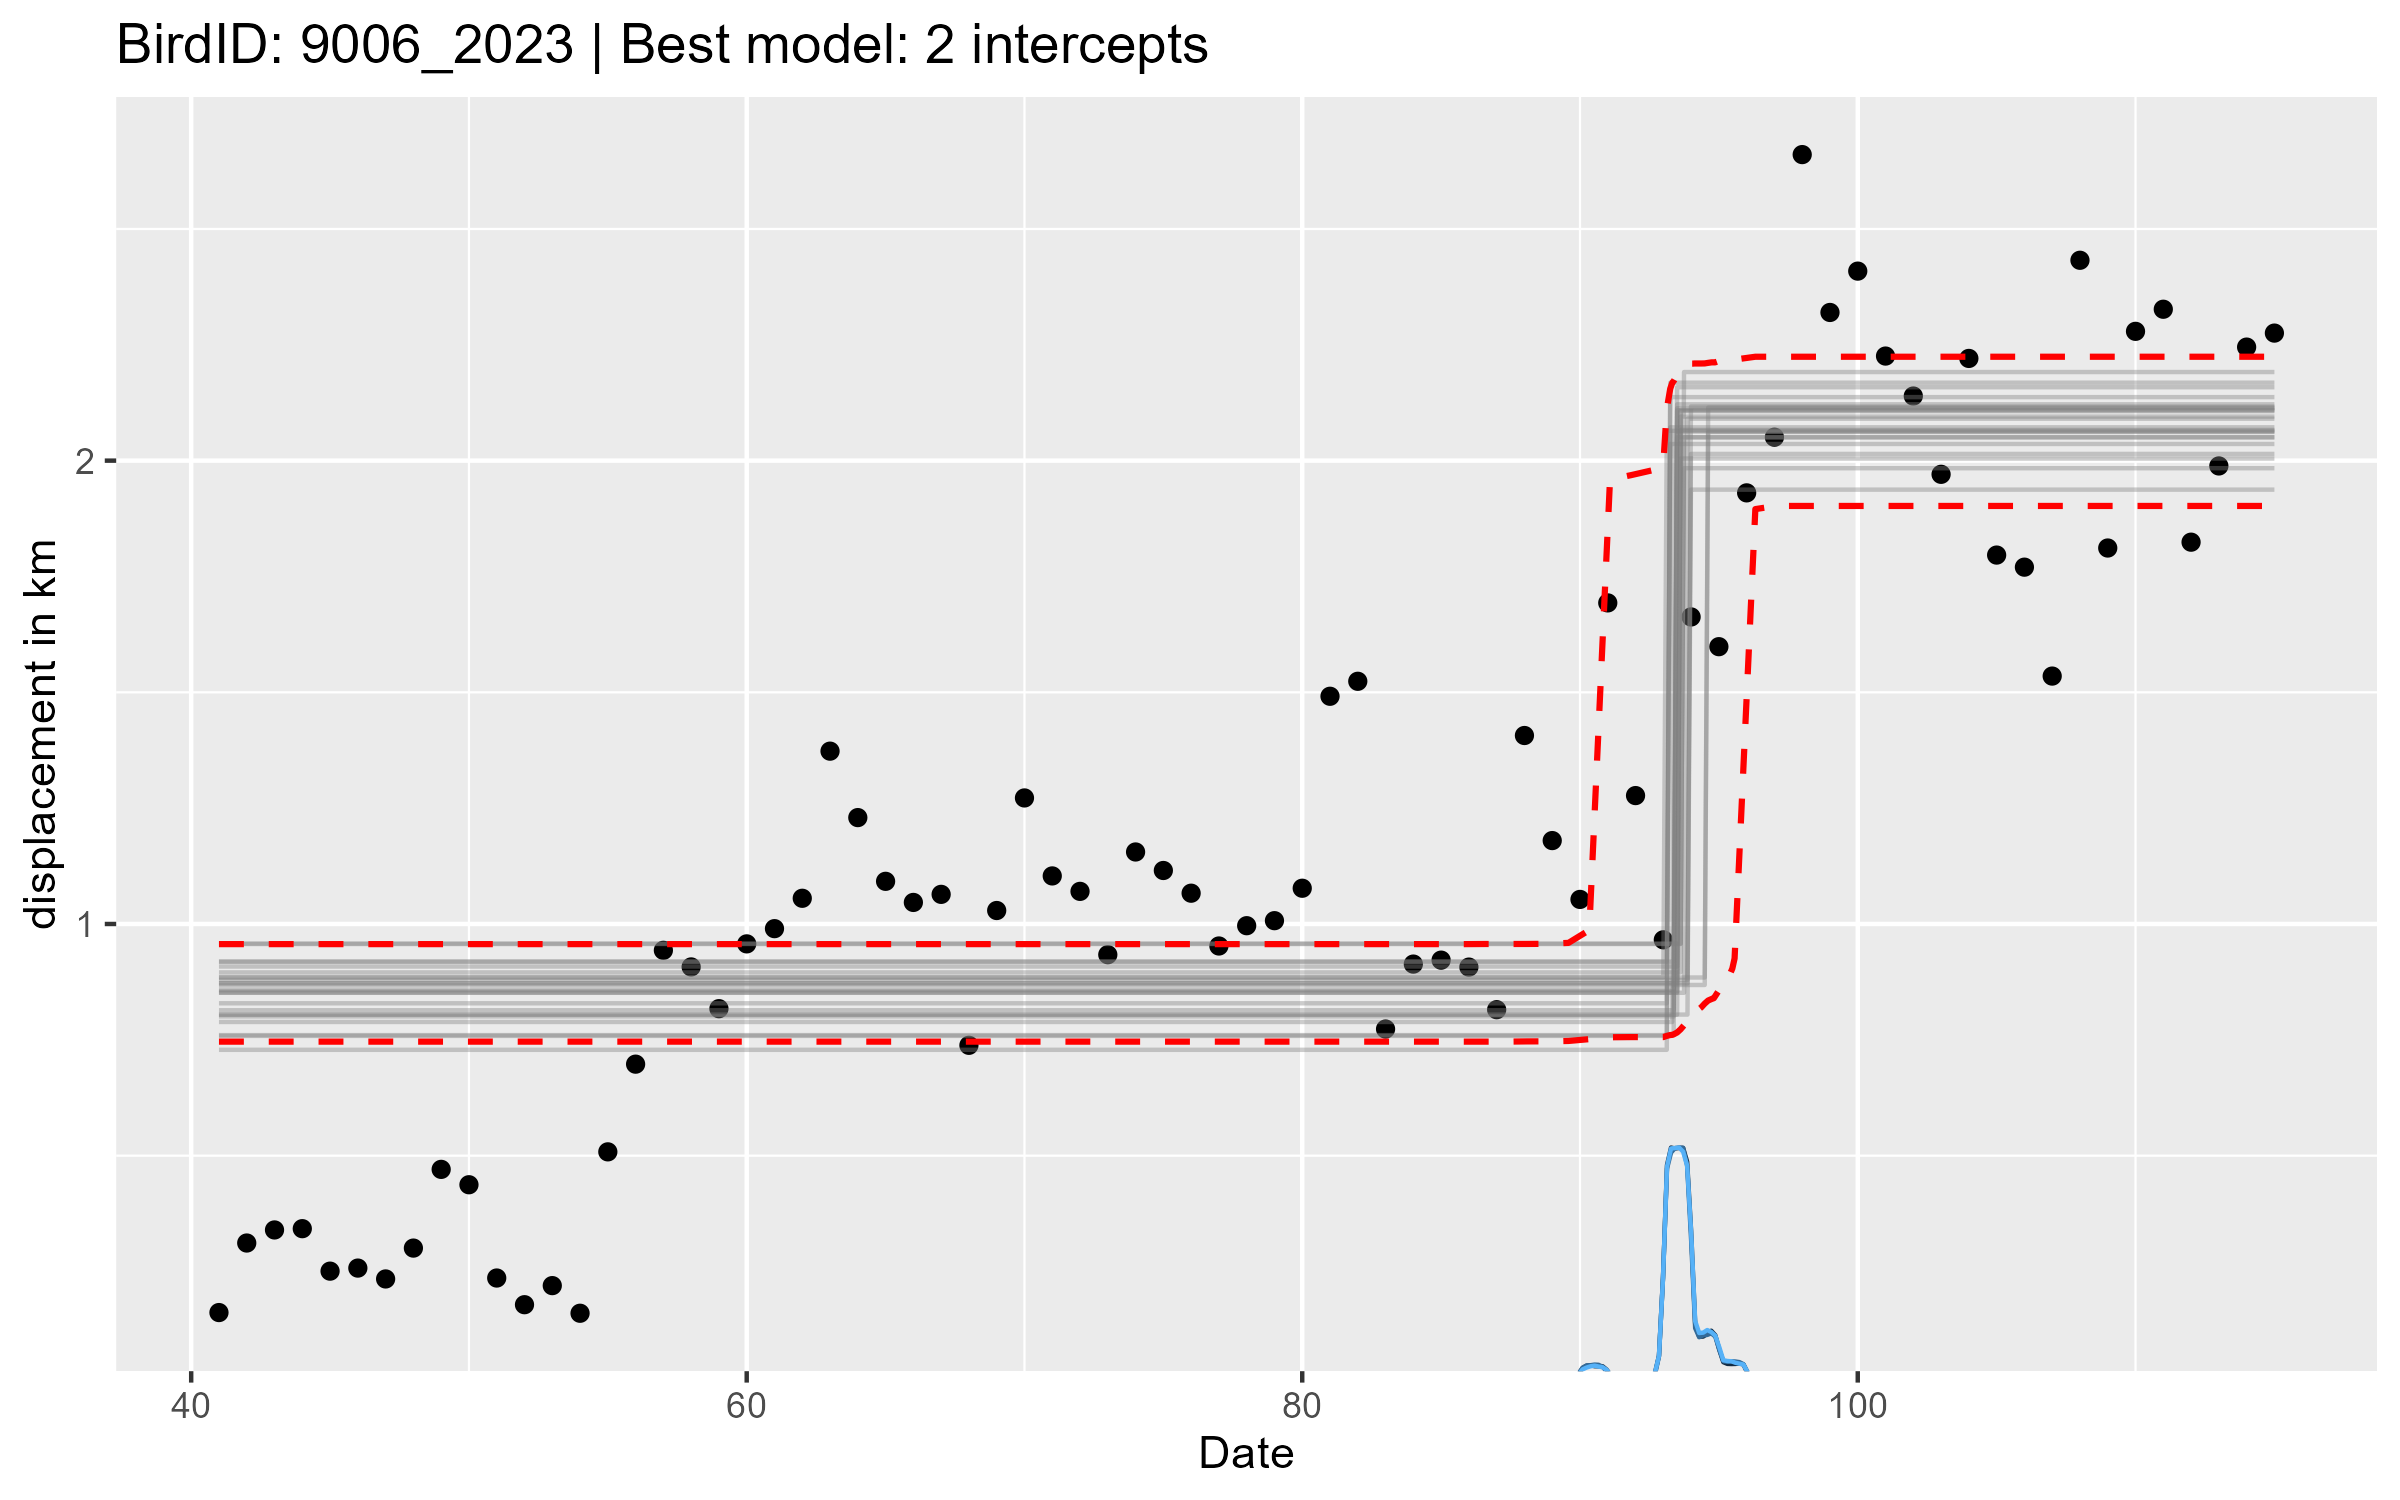 BirdID: 9006_2023 | Best model: 2 intercepts
displacement in km
2
1
40 60 80 100
Date